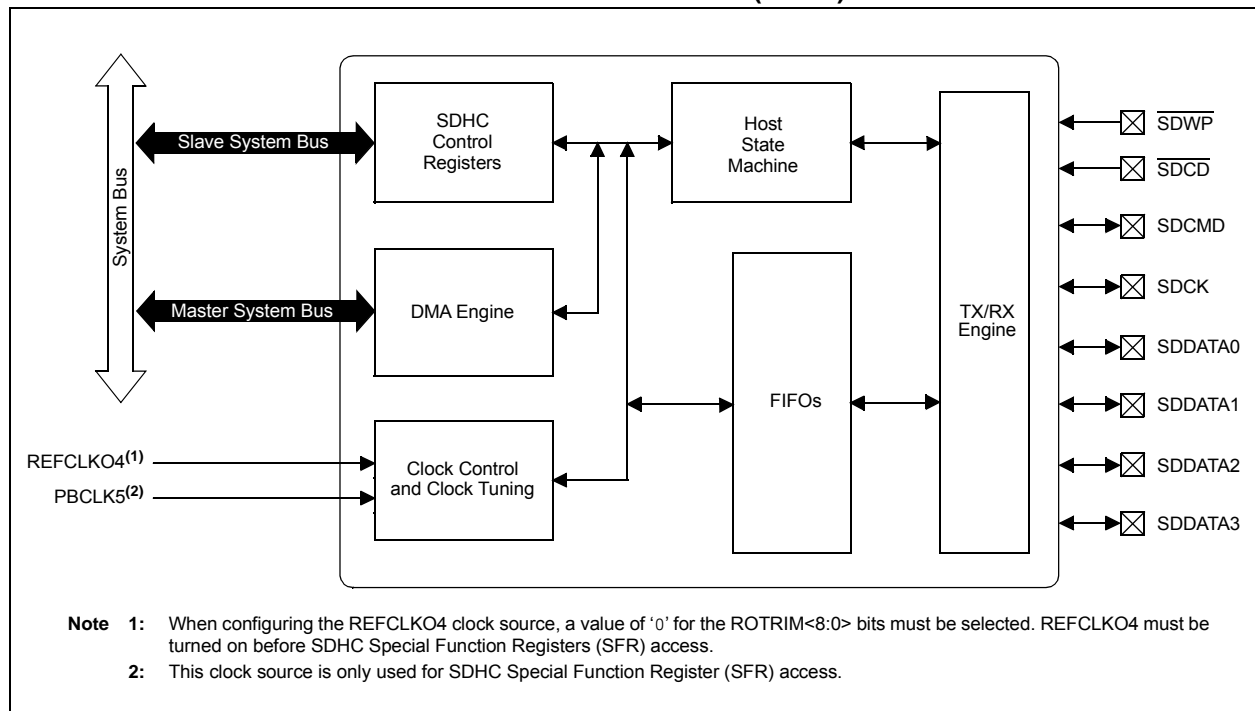 System Bus
Slave System Bus
Master System Bus
SDHC
Control
Registers
DMA Engine
Clock Control
and Clock Tuning
REFCLKO4(1)
PBCLK5(2)
Host
State
Machine
FIFOs
TX/RX
Engine
SDWP
SDCD
SDCMD
SDCK
SDDATA0
SDDATA1
SDDATA2
SDDATA3
Note 1: When configuring the REFCLKO4 clock source, a value of ‘0’ for the ROTRIM<8:0> bits must be selected. REFCLKO4 must be
turned on before SDHC Special Function Registers (SFR) access.
2: This clock source is only used for SDHC Special Function Register (SFR) access.